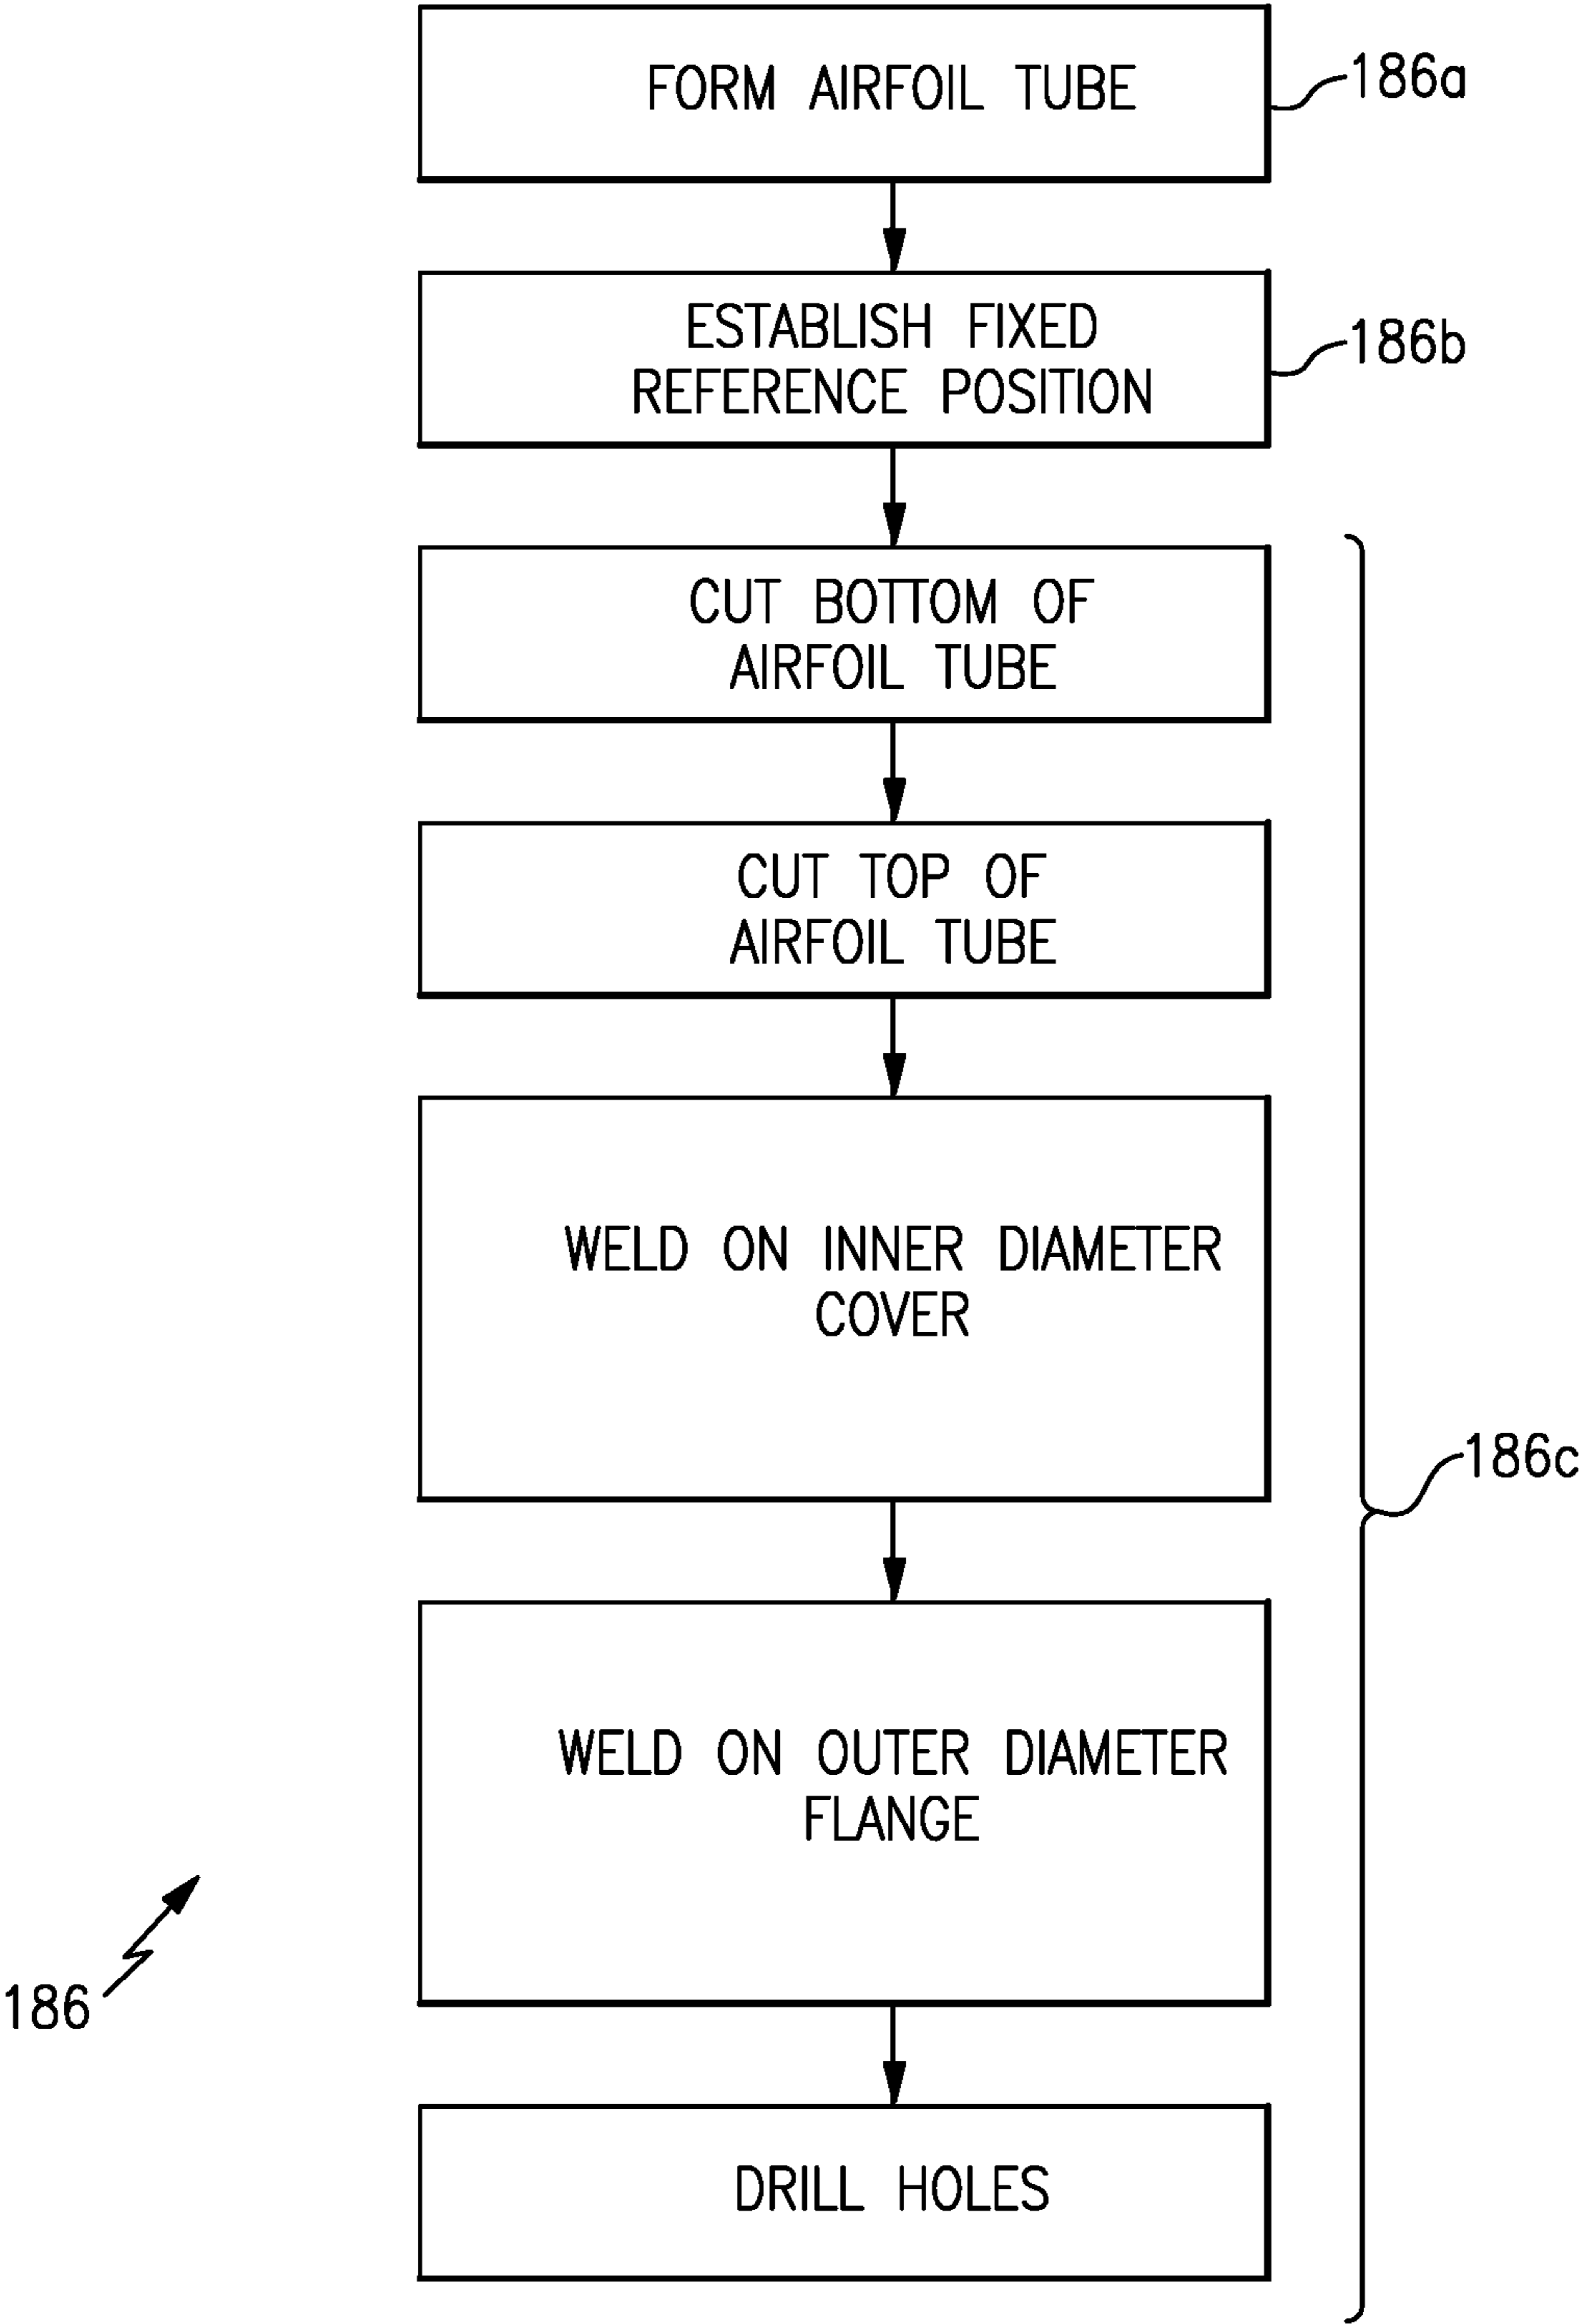 FORM AIRFOIL TUBE
186a
ESTABLISH FIXED
REFERENCE POSITION
186b
CUT BOTTOM OF
AIRFOIL TUBE
CUT TOP OF
AIRFOIL TUBE
WELD ON INNER DIAMETER
COVER
186c
WELD ON OUTER DIAMETER
FLANGE
186
DRILL HOLES